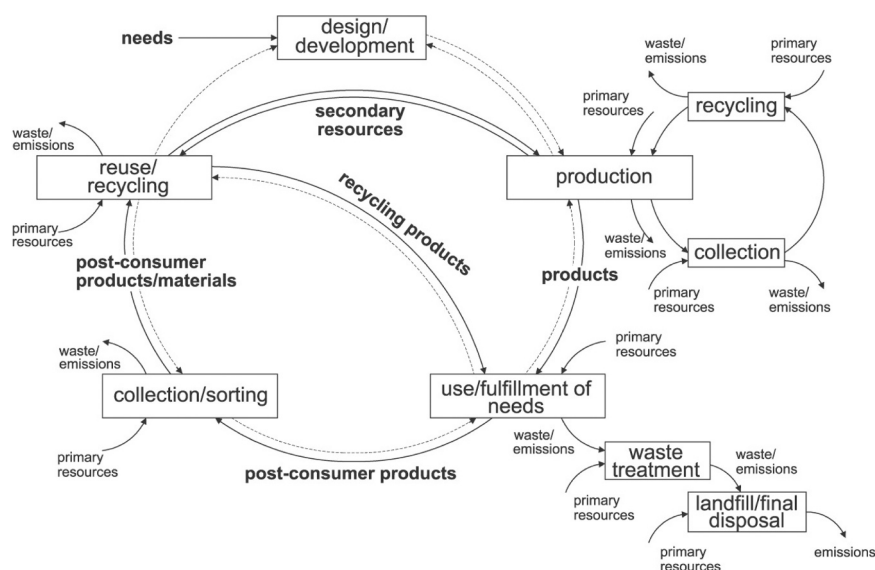 needs
design/
development
waste/
emissions
primary
resources
primary
resources
recycling
secondary
resources
waste/
emissions
reuse/
recycling
production
recycling products
primary
resources
waste/
emissions
collection
post-consumer
products/materials
products
primary
resources
waste/
emissions
waste/
emissions
primary
resources
collection/sorting
use/fulfillment of
needs
primary
resources
post-consumer products
waste/
emissions
waste
treatment
waste/
emissions
primary
resources
landfill/final
disposal
primary
resources
emissions